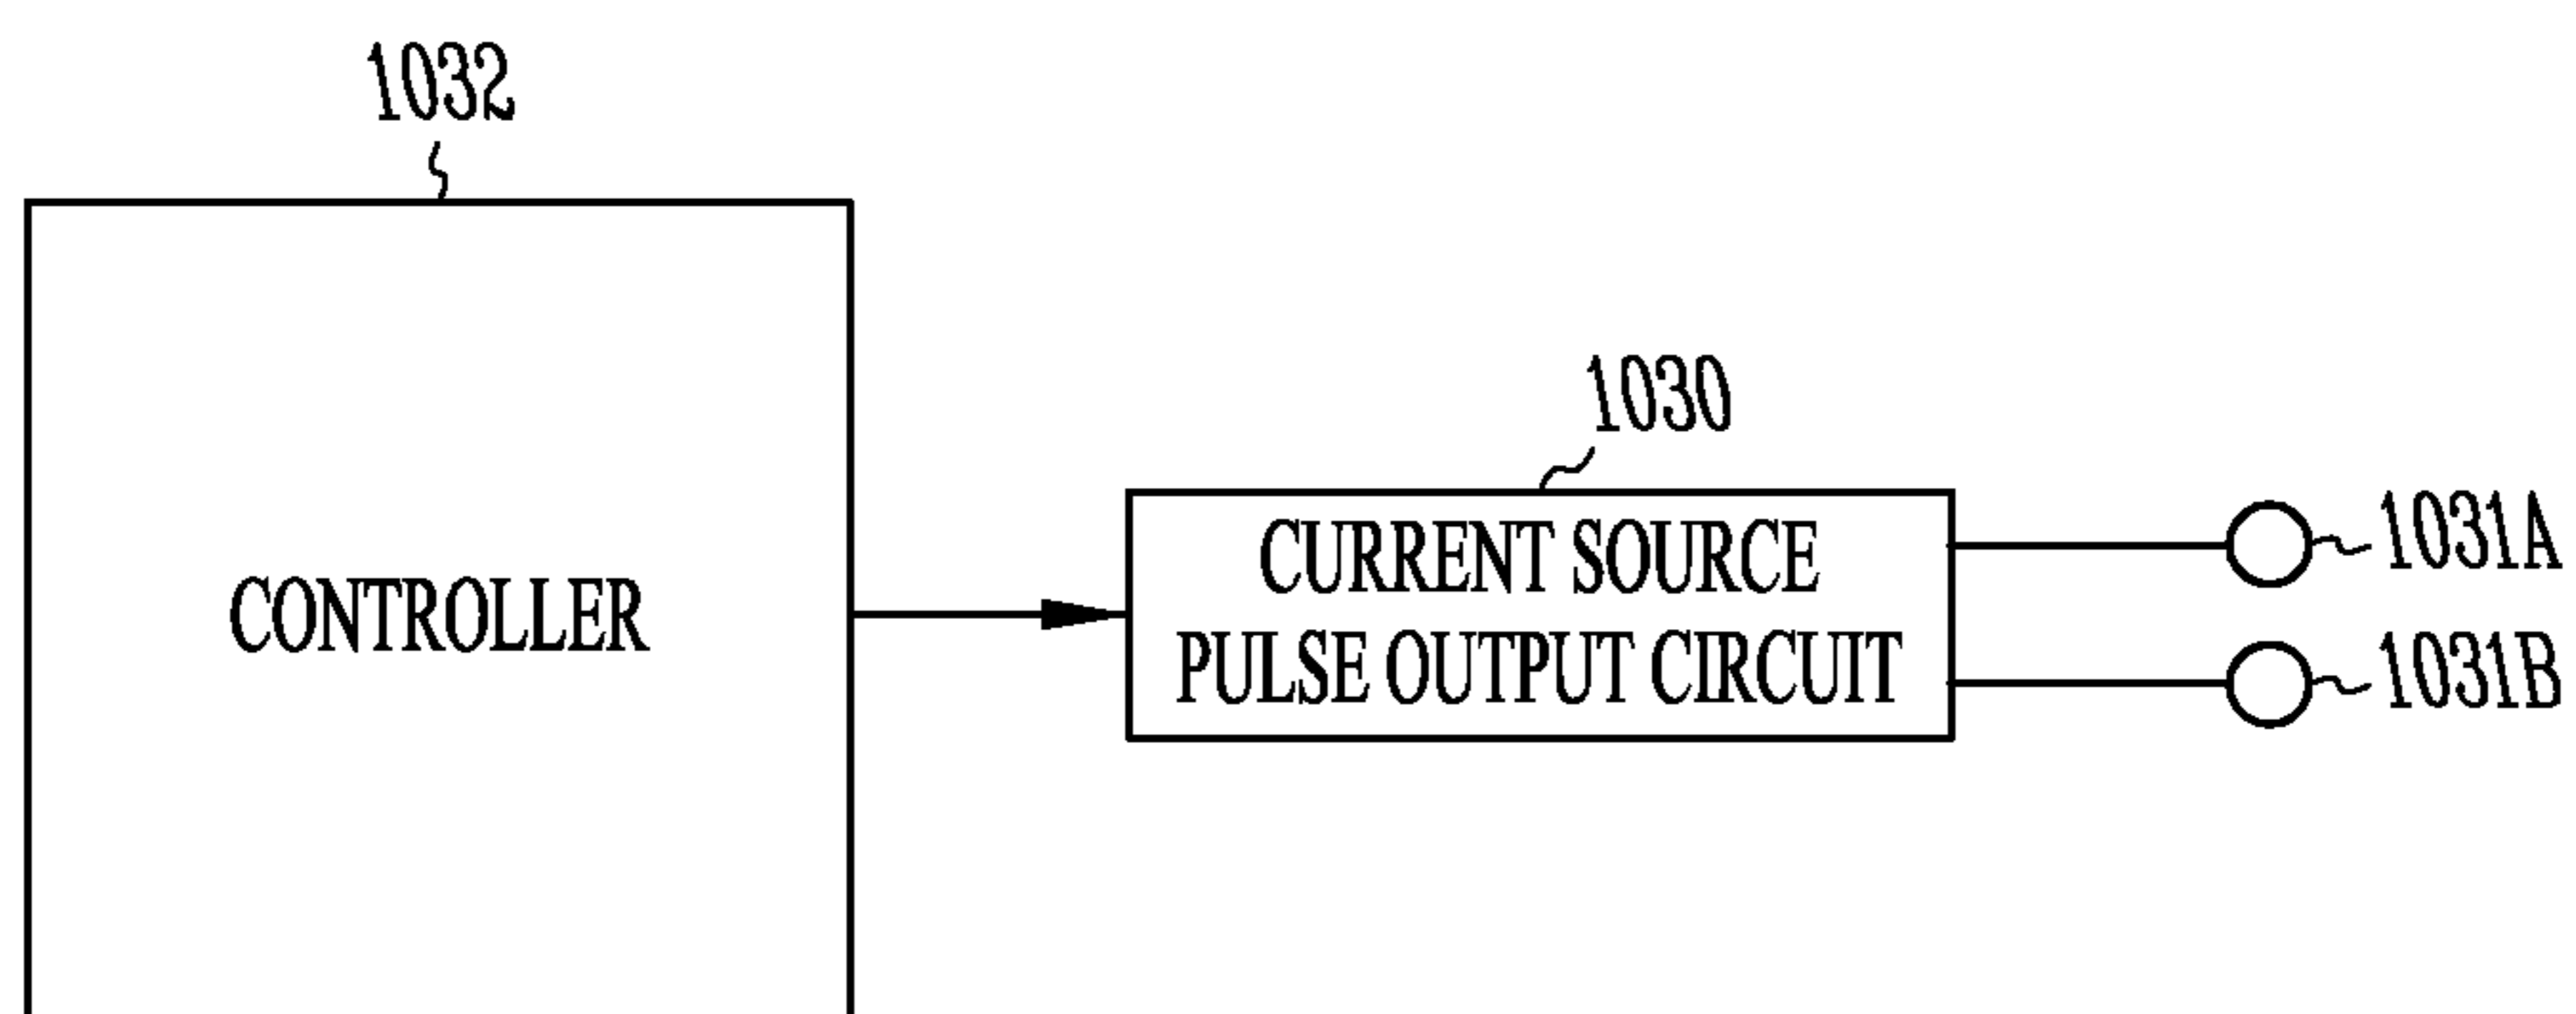 1032
1030
CONTROLLER
CURRENT SOURCE
PULSE OUTPUT CIRCUIT
1031A
1031B